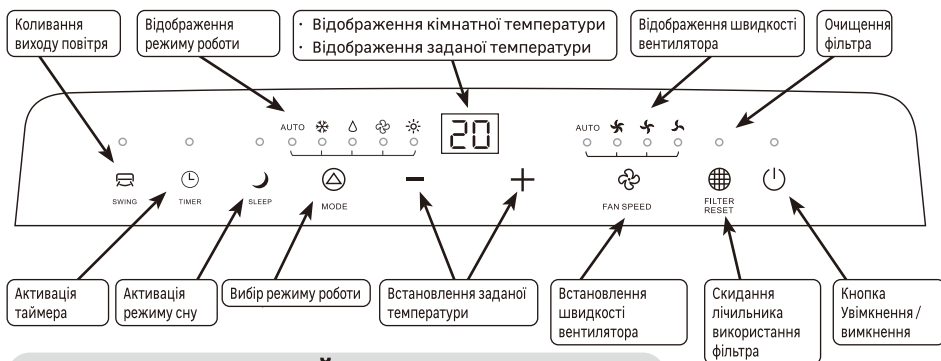 Коливання
виходу повітря
Відображення
режиму роботи
· Відображення кімнатної температури
· Відображення заданої температури
Відображення швидкості
вентилятора
Очищення
фільтра
AUTO
20
AUTO
SWING
TIMER
SLEEP
MODE
FAN SPEED
FILTER
RESET
Активація
таймера
Активація
режиму сну
Вибір режиму роботи
Встановлення заданої
температури
Встановлення
швидкості
вентилятора
Скидання
лічильника
використання
фільтра
Кнопка
Увімкнення /
вимкнення